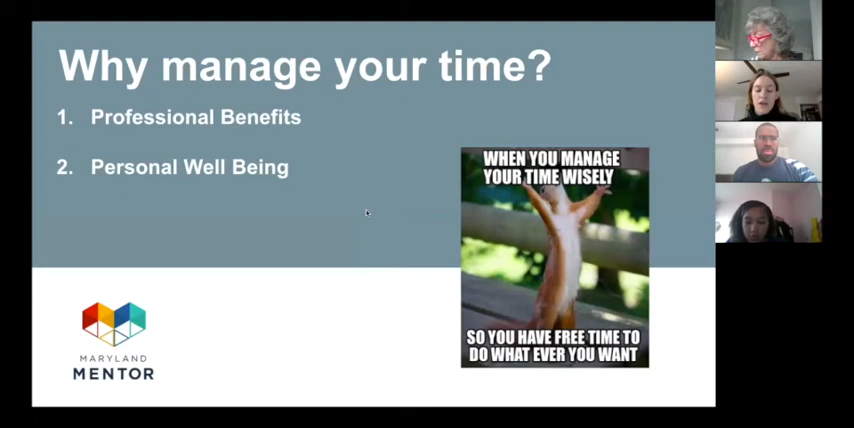 Why manage your time?
1. Professional Benefits
2. Personal Well Being
WHEN YOU MANAGE
YOUR TIME WISELY
SO YOU HAVE FREE TIME TO
DO WHAT EVER YOU WANT
MARYLAND
MENTOR